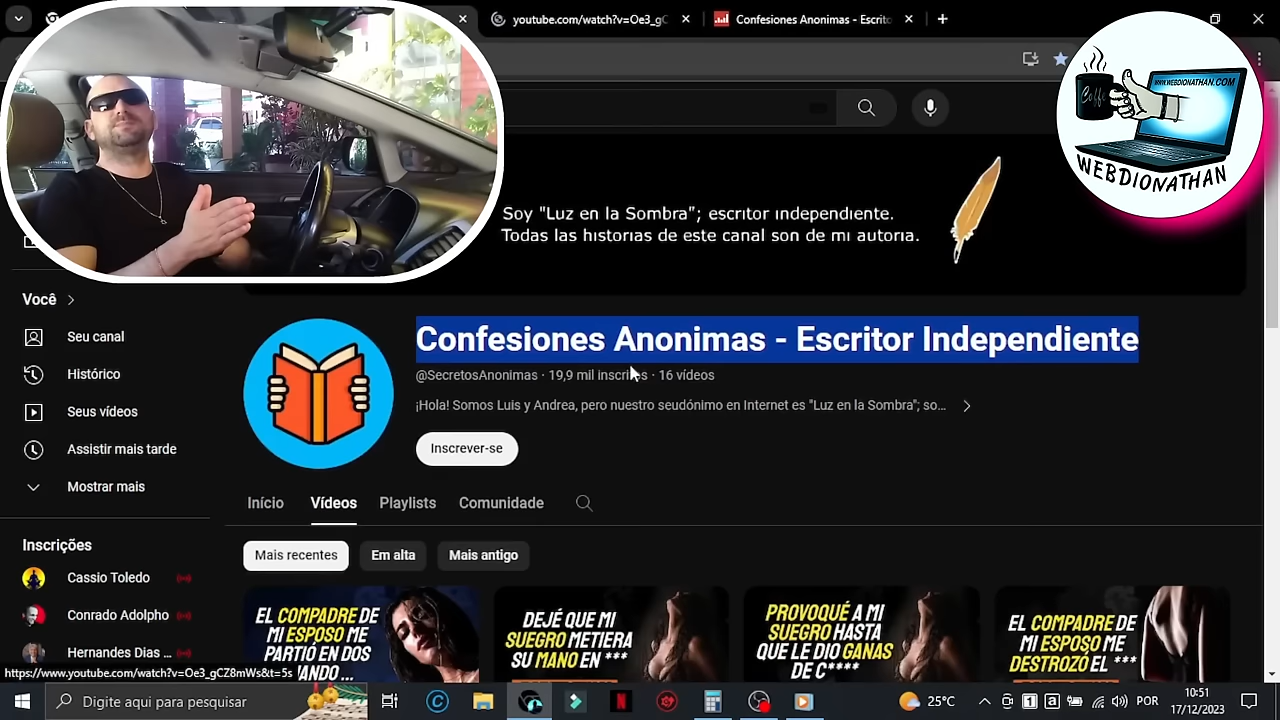 youtube.com/watch?v=Oe3_gC
Confesiones Anonimas - Escrito
Coffe
WWW.WEBDIONATHAN.COM
WEBDIONATHAN
Soy "Luz en la Sombra"; escritor independiente.
Todas las historias de este canal son de mi autoria.
Você
Seu canal
Histórico
Seus vídeos
Assistir mais tarde
Mostrar mais
Inscrições
Cassio Toledo
Conrado Adolpho
Hernandes Dias ...
Confesiones Anonimas - Escritor Independiente
@SecretosAnonimas · 19,9 mil inscritos · 16 vídeos
¡Hola! Somos Luis y Andrea, pero nuestro seudónimo en Internet es "Luz en la Sombra"; so...
Inscrever-se
Início
Vídeos
Playlists
Comunidade
Mais recentes
Em alta
Mais antigo
EL COMPADRE DE
MI ESPOSO ME
PARTIÓ EN DOS
ANDO ...
DEJÉ QUE MI
SUEGRO METIERA
SU MANO EN ***
PROVOQUÉ A MI
SUEGRO HASTA
QUE LE DIO GANAS
DE C****
EL COMPADRE DE
MI ESPOSO ME
DESTROZÓ EL ***
https://www.youtube.com/watch?v=Oe3_gCZ8mWs&t=5s
Digite aqui para pesquisar
25°C
POR
10:51
17/12/2023